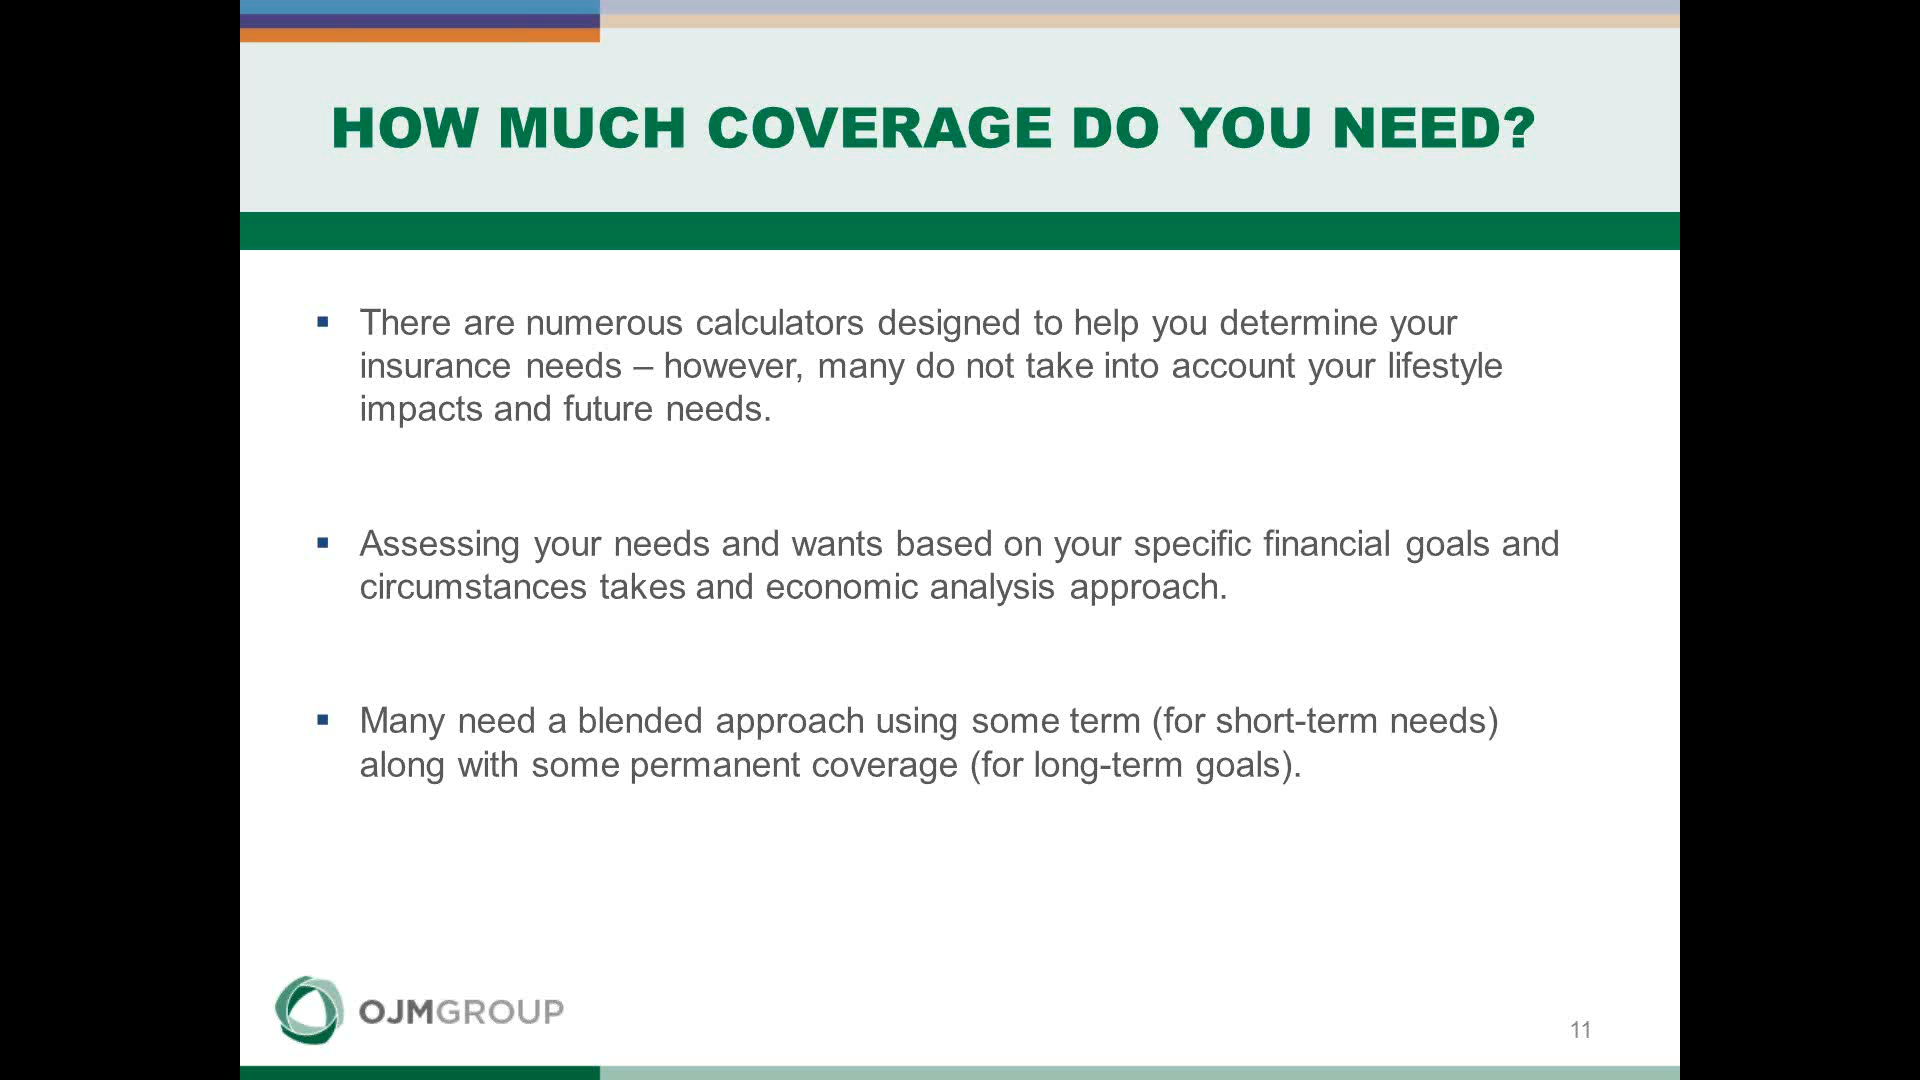 HOW MUCH COVERAGE DO YOU NEED?
▪ There are numerous calculators designed to help you determine your
insurance needs – however, many do not take into account your lifestyle
impacts and future needs.
▪ Assessing your needs and wants based on your specific financial goals and
circumstances takes and economic analysis approach.
▪ Many need a blended approach using some term (for short-term needs)
along with some permanent coverage (for long-term goals).
OJMGROUP
11